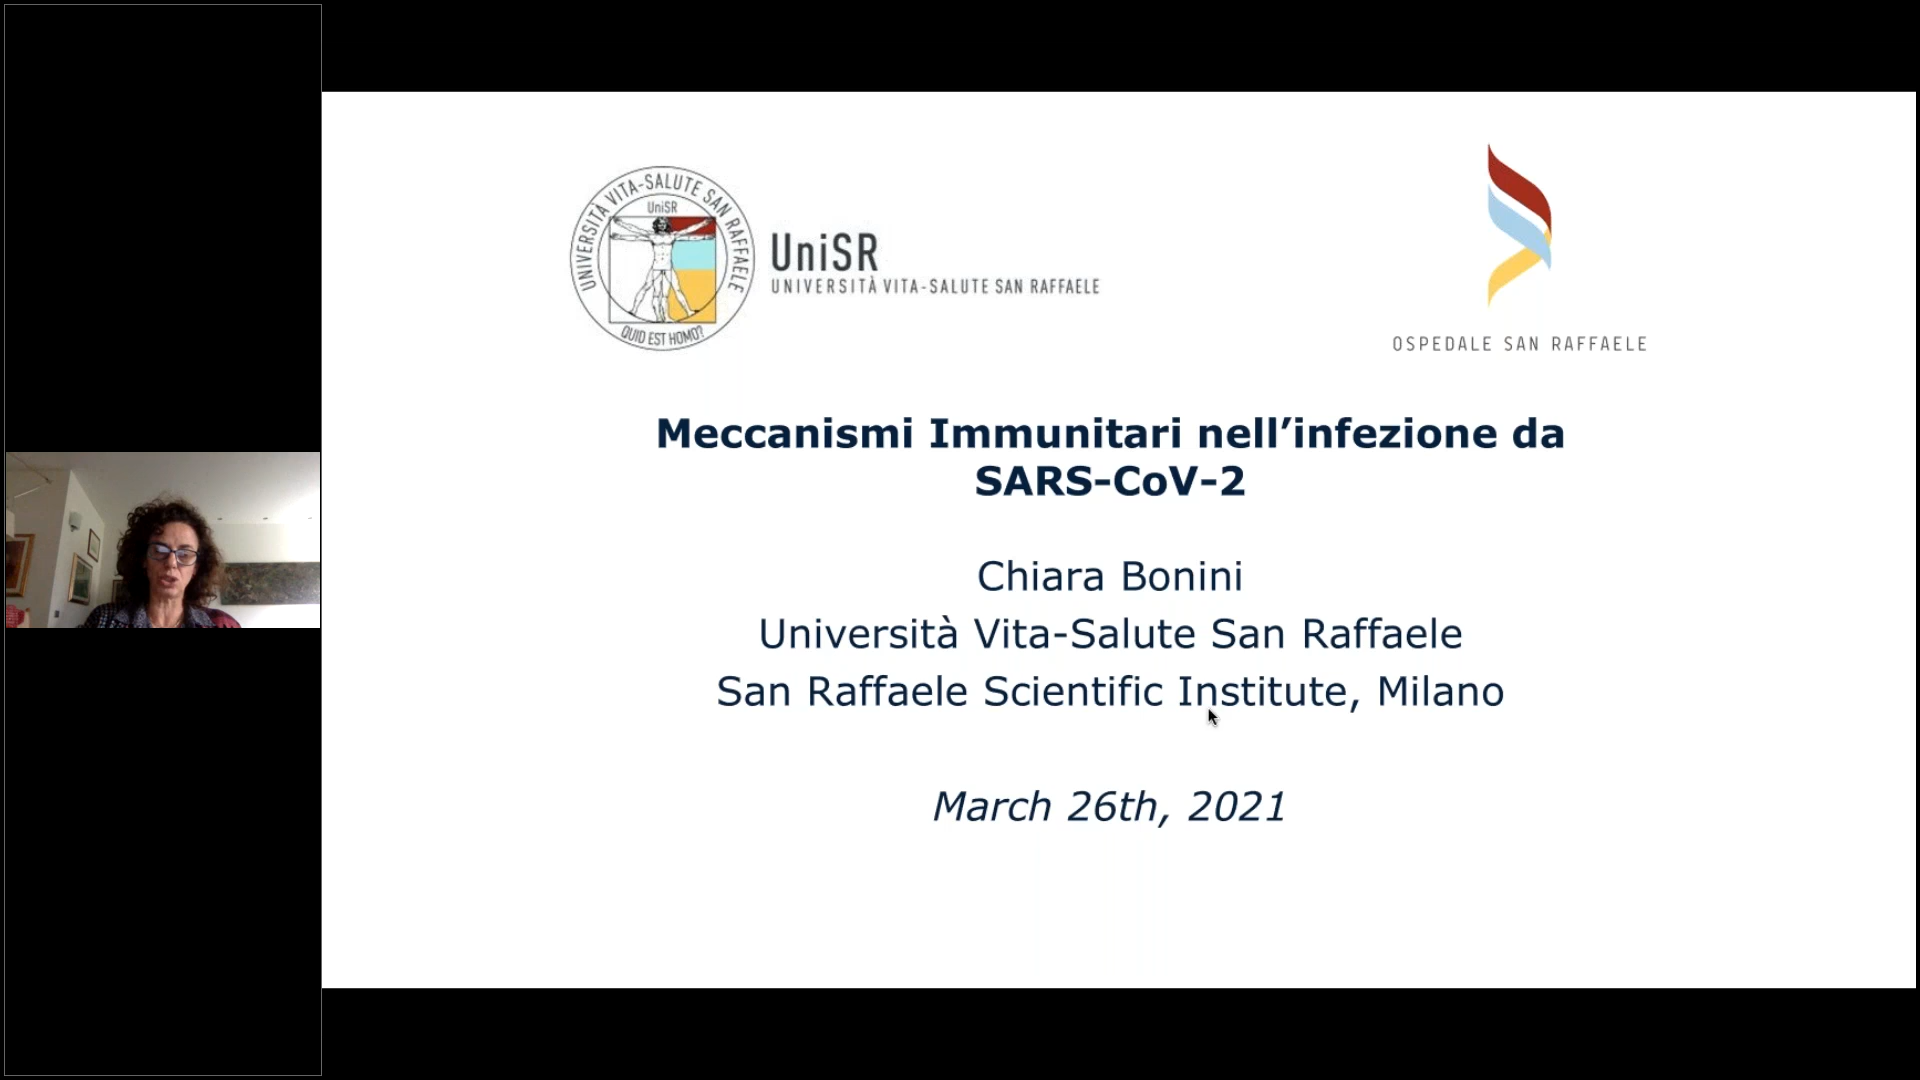 UNIVERSITÀ VITA-SALUTE SAN RAFFAELE
UniSR
QUID EST HOMO?
UniSR
UNIVERSITÀ VITA-SALUTE SAN RAFFAELE
OSPEDALE SAN RAFFAELE
Meccanismi Immunitari nell’infezione da
SARS-CoV-2
Chiara Bonini
Università Vita-Salute San Raffaele
San Raffaele Scientific Institute, Milano
March 26th, 2021